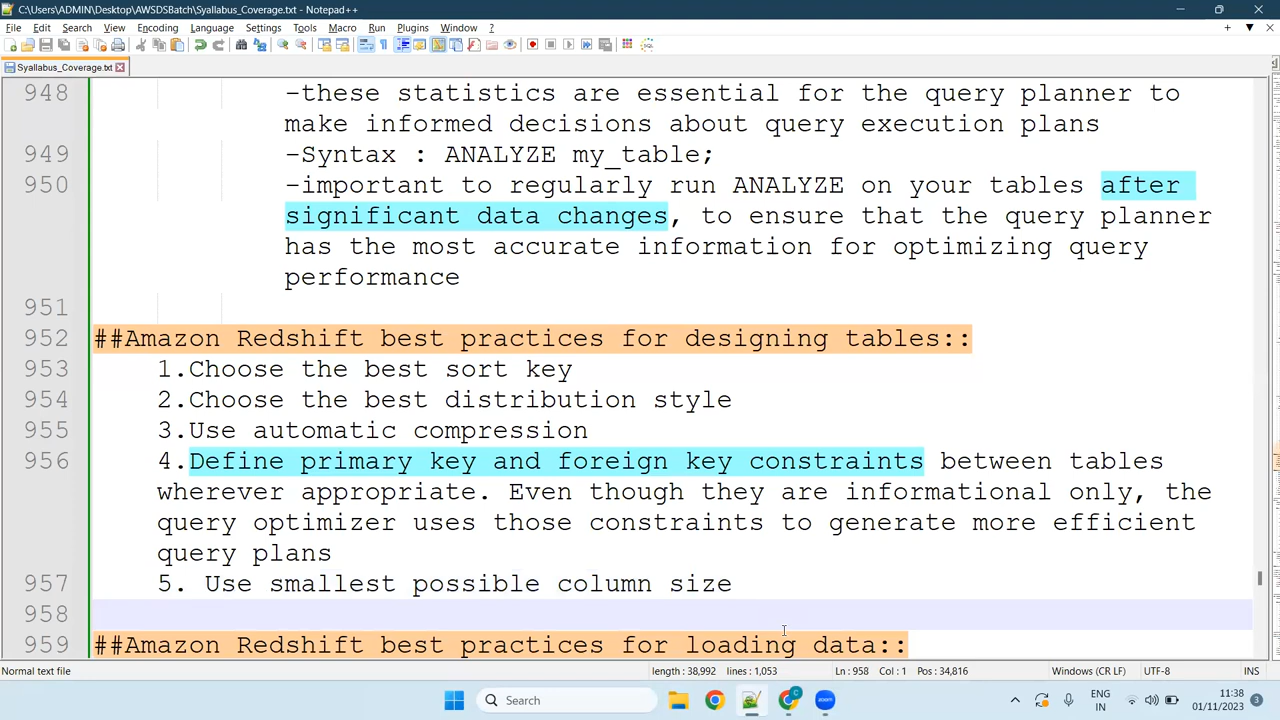 C:\Users\ADMIN\Desktop\AWSDSBatch\Syallabus_Coverage.txt - Notepad++
File Edit Search View Encoding Language Settings Tools Macro Run Plugins Window ?
Syallabus_Coverage.txt
948 -these statistics are essential for the query planner to
make informed decisions about query execution plans
949 -Syntax : ANALYZE my_table;
950 -important to regularly run ANALYZE on your tables after
significant data changes, to ensure that the query planner
has the most accurate information for optimizing query
performance
951
952 ##Amazon Redshift best practices for designing tables::
953 1.Choose the best sort key
954 2.Choose the best distribution style
955 3.Use automatic compression
956 4.Define primary key and foreign key constraints between tables
wherever appropriate. Even though they are informational only, the
query optimizer uses those constraints to generate more efficient
query plans
957 5. Use smallest possible column size
958
959 ##Amazon Redshift best practices for loading data::
Normal text file length : 38,992 lines : 1,053 Ln : 958 Col : 1 Pos : 34,816 Windows (CR LF) UTF-8 INS
Search ENG IN 11:38 01/11/2023 3